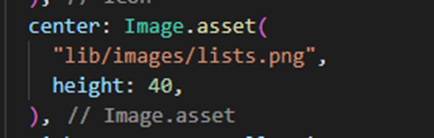 center: Image.asset(
"lib/images/lists.png",
height: 40,
), // Image.asset